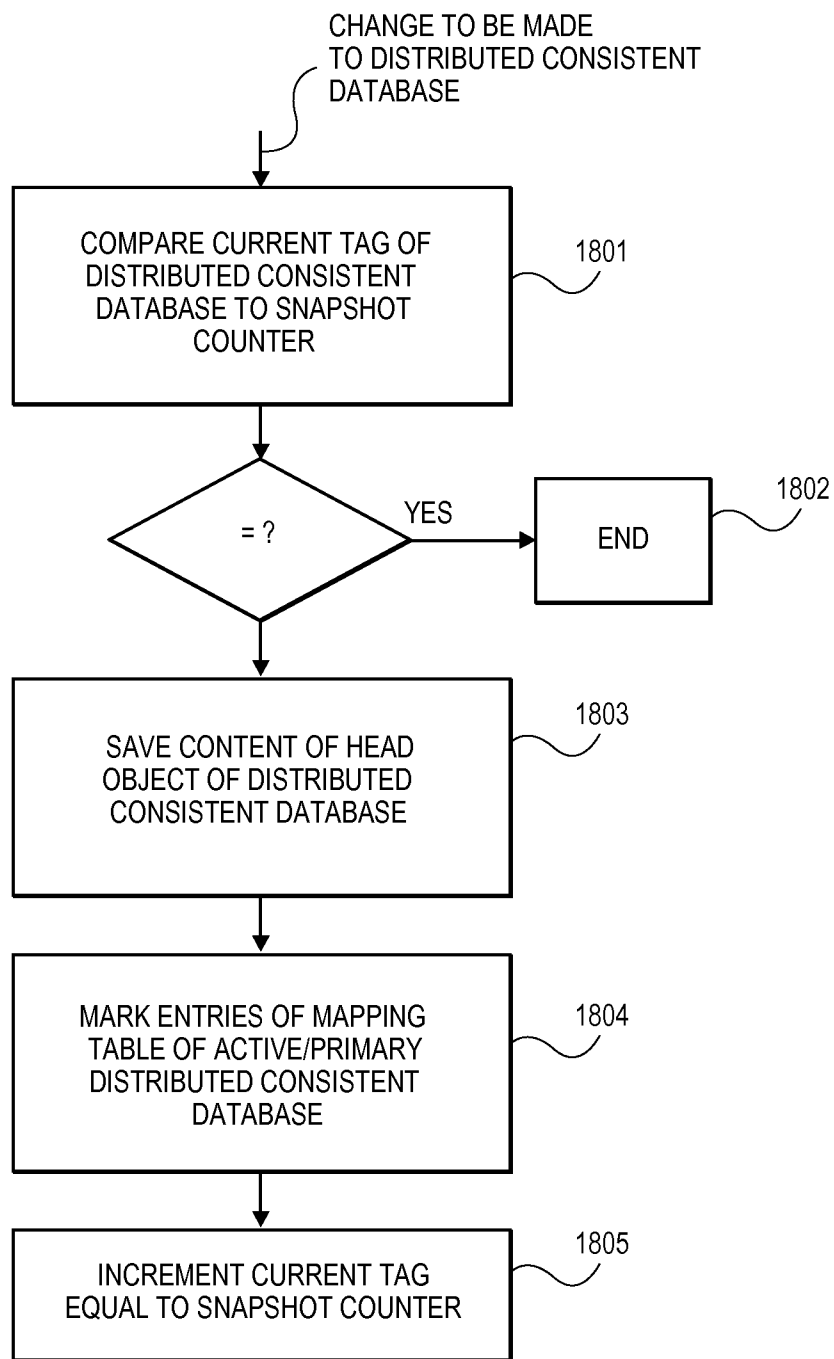 CHANGE TO BE MADE
TO DISTRIBUTED CONSISTENT
DATABASE
COMPARE CURRENT TAG OF
DISTRIBUTED CONSISTENT
DATABASE TO SNAPSHOT
COUNTER
1801
= ?
YES
END
1802
SAVE CONTENT OF HEAD
OBJECT OF DISTRIBUTED
CONSISTENT DATABASE
1803
MARK ENTRIES OF MAPPING
TABLE OF ACTIVE/PRIMARY
DISTRIBUTED CONSISTENT
DATABASE
1804
INCREMENT CURRENT TAG
EQUAL TO SNAPSHOT COUNTER
1805